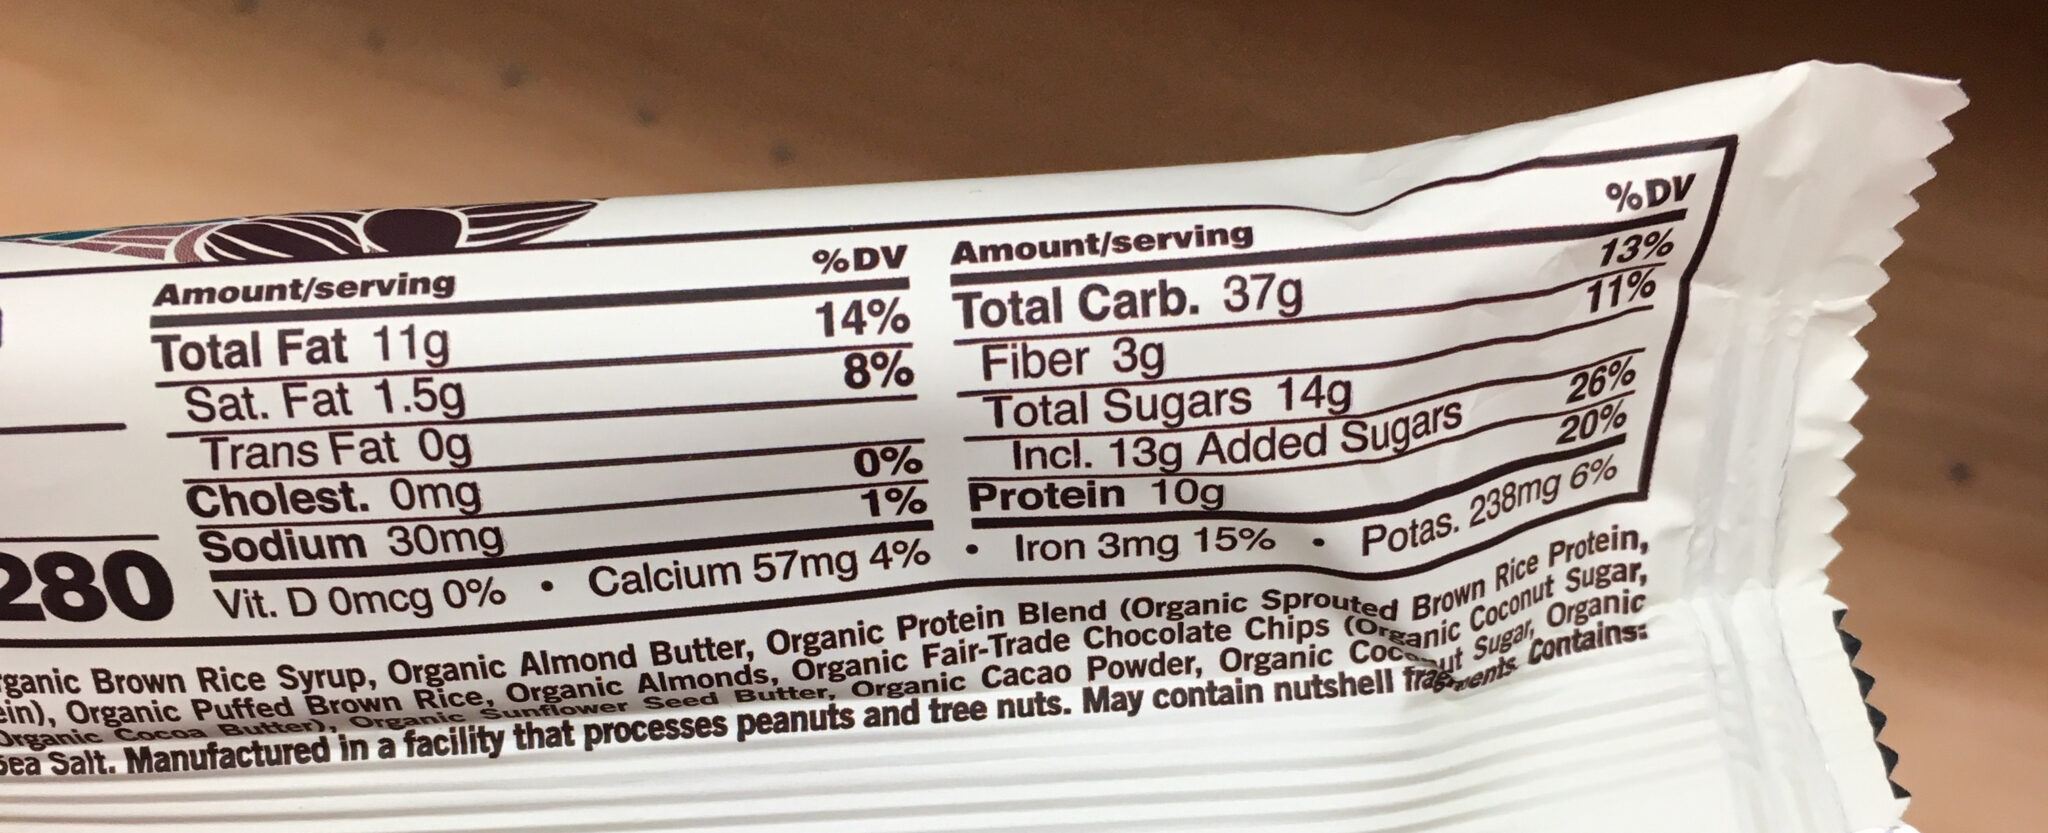 Amount/serving %DV
Total Fat 11g 14%
Sat. Fat 1.5g 8%
Trans Fat 0g
Cholest. 0mg 0%
Sodium 30mg 1%
Amount/serving %DV
Total Carb. 37g 13%
Fiber 3g 11%
Total Sugars 14g
Incl. 13g Added Sugars 26%
Protein 10g 20%
280
Vit. D 0mcg 0% • Calcium 57mg 4% • Iron 3mg 15% • Potas. 238mg 6%
Brown Rice Syrup, Organic Almond Butter, Organic Protein Blend (Organic Sprouted Brown Rice Protein,
Organic Puffed Brown Rice, Organic Almonds, Organic Fair-Trade Chocolate Chips (Organic Coconut Sugar,
Organic Cocoa Butter), Organic Sunflower Seed Butter, Organic Cacao Powder, Organic Coconut Sugar, Organic
Sea Salt. Manufactured in a facility that processes peanuts and tree nuts. May contain nutshell fragments. Contains: